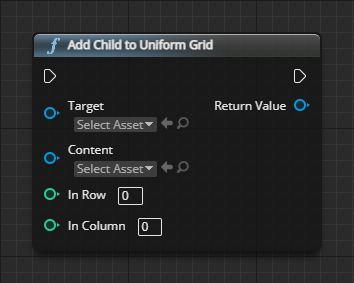 f Add Child to Uniform Grid
Target
Select Asset
Return Value
Content
Select Asset
In Row 0
In Column 0